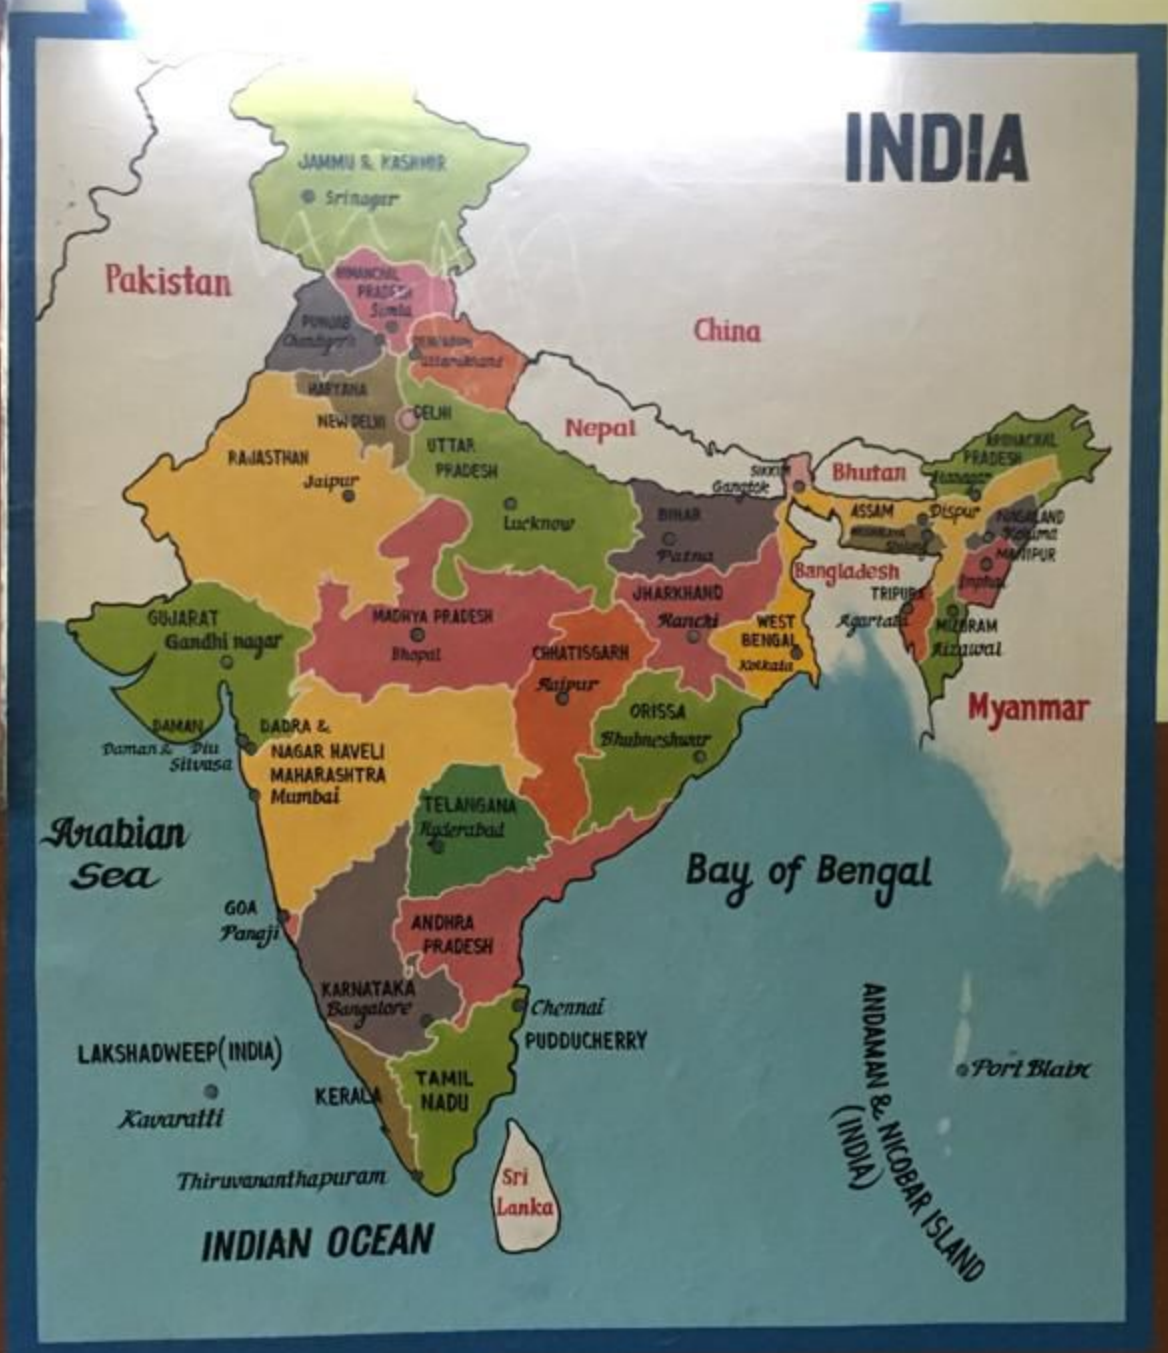 INDIA
JAMMU & KASHMIR
Srinagar
Pakistan
HIMANCHAL
PRADESH
Simla
PUNJAB
China
Uttarakhand
HARYANA
NEW DELHI
DELHI
Nepal
UTTAR
PRADESH
RAJASTHAN
Jaipur
Lucknow
SIKKIM
Gangtok
Bhutan
ARUNACHAL
PRADESH
Itanagar
BIHAR
Patna
ASSAM
Dispur
NAGALAND
Kohima
MANIPUR
Imphal
Bangladesh
JHARKHAND
Ranchi
TRIPURA
Agartala
MIZORAM
Aizawal
GUJARAT
Gandhi nagar
MADHYA PRADESH
Bhopal
CHHATISGARH
Raipur
WEST
BENGAL
Kolkata
Myanmar
ORISSA
Bhubneshwar
DAMAN
Daman & Diu
Silvasa
DADRA &
NAGAR HAVELI
MAHARASHTRA
Mumbai
TELANGANA
Hyderabad
Arabian
Sea
Bay of Bengal
GOA
Panaji
ANDHRA
PRADESH
KARNATAKA
Bangalore
Chennai
PUDDUCHERRY
LAKSHADWEEP(INDIA)
Kavaratti
KERALA
TAMIL
NADU
Thiruvananthapuram
Sri
Lanka
INDIAN OCEAN
Port Blair
ANDAMAN & NICOBAR ISLAND
(INDIA)